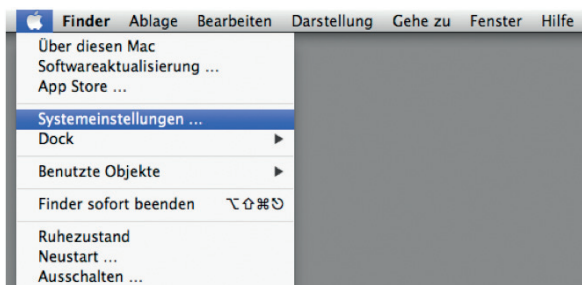 Finder Ablage Bearbeiten Darstellung Gehe zu Fenster Hilfe
Über diesen Mac
Softwareaktualisierung ...
App Store ...
Systemeinstellungen ...
Dock
Benutzte Objekte
Finder sofort beenden ⌥⇧⌘⎋
Ruhezustand
Neustart ...
Ausschalten ...